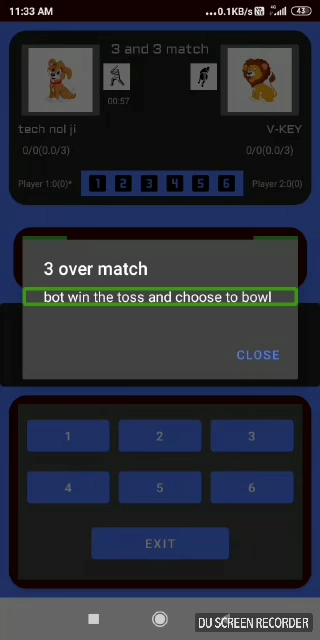 11:33 AM
...0.1KB/s 4G 43
3 and 3 match
00:57
tech nol ji
V-KEY
0/0(0.0/3)
0/0(0.0/3)
Player 1:0(0)*
1 2 3 4 5 6
Player 2:0(0)
3 over match
bot win the toss and choose to bowl
CLOSE
1 2 3
4 5 6
EXIT
DU SCREEN RECORDER